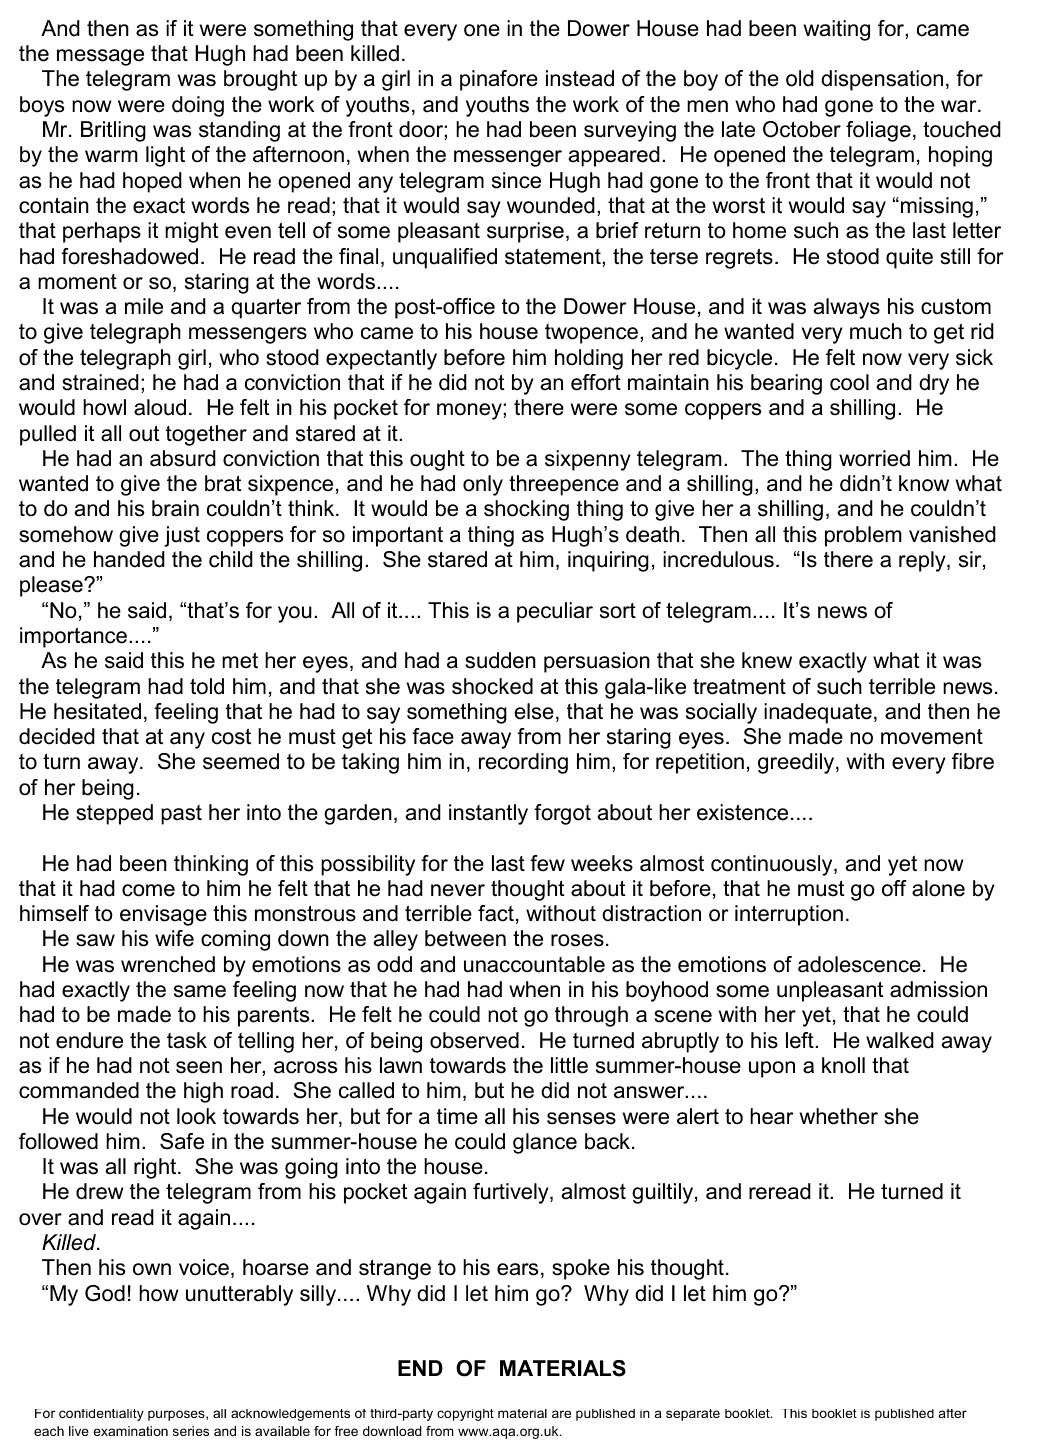 And then as if it were something that every one in the Dower House had been waiting for, came
the message that Hugh had been killed.
The telegram was brought up by a girl in a pinafore instead of the boy of the old dispensation, for
boys now were doing the work of youths, and youths the work of the men who had gone to the war.
Mr. Britling was standing at the front door; he had been surveying the late October foliage, touched
by the warm light of the afternoon, when the messenger appeared.  He opened the telegram, hoping
as he had hoped when he opened any telegram since Hugh had gone to the front that it would not
contain the exact words he read; that it would say wounded, that at the worst it would say “missing,”
that perhaps it might even tell of some pleasant surprise, a brief return to home such as the last letter
had foreshadowed.  He read the final, unqualified statement, the terse regrets.  He stood quite still for
a moment or so, staring at the words....
It was a mile and a quarter from the post-office to the Dower House, and it was always his custom
to give telegraph messengers who came to his house twopence, and he wanted very much to get rid
of the telegraph girl, who stood expectantly before him holding her red bicycle.  He felt now very sick
and strained; he had a conviction that if he did not by an effort maintain his bearing cool and dry he
would howl aloud.  He felt in his pocket for money; there were some coppers and a shilling.  He
pulled it all out together and stared at it.
He had an absurd conviction that this ought to be a sixpenny telegram.  The thing worried him.  He
wanted to give the brat sixpence, and he had only threepence and a shilling, and he didn’t know what
to do and his brain couldn’t think.  It would be a shocking thing to give her a shilling, and he couldn’t
somehow give just coppers for so important a thing as Hugh’s death.  Then all this problem vanished
and he handed the child the shilling.  She stared at him, inquiring, incredulous.  “Is there a reply, sir,
please?”
“No,” he said, “that’s for you.  All of it.... This is a peculiar sort of telegram.... It’s news of
importance....”
As he said this he met her eyes, and had a sudden persuasion that she knew exactly what it was
the telegram had told him, and that she was shocked at this gala-like treatment of such terrible news.
He hesitated, feeling that he had to say something else, that he was socially inadequate, and then he
decided that at any cost he must get his face away from her staring eyes.  She made no movement
to turn away.  She seemed to be taking him in, recording him, for repetition, greedily, with every fibre
of her being.
He stepped past her into the garden, and instantly forgot about her existence....
He had been thinking of this possibility for the last few weeks almost continuously, and yet now
that it had come to him he felt that he had never thought about it before, that he must go off alone by
himself to envisage this monstrous and terrible fact, without distraction or interruption.
He saw his wife coming down the alley between the roses.
He was wrenched by emotions as odd and unaccountable as the emotions of adolescence.  He
had exactly the same feeling now that he had had when in his boyhood some unpleasant admission
had to be made to his parents.  He felt he could not go through a scene with her yet, that he could
not endure the task of telling her, of being observed.  He turned abruptly to his left.  He walked away
as if he had not seen her, across his lawn towards the little summer-house upon a knoll that
commanded the high road.  She called to him, but he did not answer....
He would not look towards her, but for a time all his senses were alert to hear whether she
followed him.  Safe in the summer-house he could glance back.
It was all right.  She was going into the house.
He drew the telegram from his pocket again furtively, almost guiltily, and reread it.  He turned it
over and read it again....
Killed.
Then his own voice, hoarse and strange to his ears, spoke his thought.
“My God! how unutterably silly.... Why did I let him go?  Why did I let him go?”
END OF MATERIALS
For confidentiality purposes, all acknowledgements of third-party copyright material are published in a separate booklet.  This booklet is published after
each live examination series and is available for free download from www.aqa.org.uk.